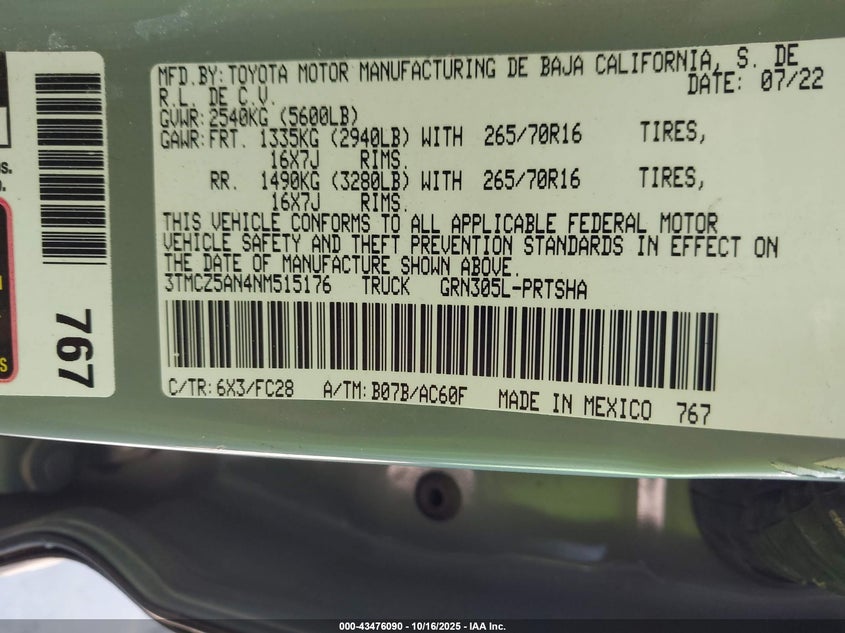 MFD.BY:TOYOTA MOTOR MANUFACTURING DE BAJA CALIFORNIA, S. DE
R.L. DE C.V. DATE: 07/22
GVWR:2540KG (5600LB)
GAWR:FRT. 1335KG (2940LB) WITH 265/70R16 TIRES,
16X7J RIMS.
RR. 1490KG (3280LB) WITH 265/70R16 TIRES,
16X7J RIMS.
THIS VEHICLE CONFORMS TO ALL APPLICABLE FEDERAL MOTOR
VEHICLE SAFETY AND THEFT PREVENTION STANDARDS IN EFFECT ON
THE DATE OF MANUFACTURE SHOWN ABOVE.
3TMCZ5AN4NM515176 TRUCK GRN305L-PRTSHA
C/TR:6X3/FC28 A/TM:B07B/AC60F MADE IN MEXICO 767
767
000-43476090 - 10/16/2025 - IAA Inc.